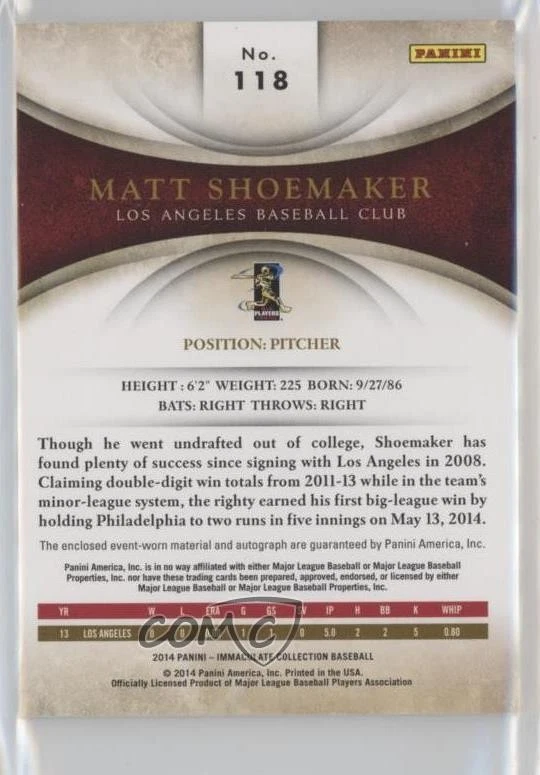 No.
118
PANINI
MATT SHOEMAKER
LOS ANGELES BASEBALL CLUB
PLAYERS
POSITION: PITCHER
HEIGHT : 6'2" WEIGHT: 225 BORN: 9/27/86
BATS: RIGHT THROWS: RIGHT
Though he went undrafted out of college, Shoemaker has
found plenty of success since signing with Los Angeles in 2008.
Claiming double-digit win totals from 2011-13 while in the team's
minor-league system, the righty earned his first big-league win by
holding Philadelphia to two runs in five innings on May 13, 2014.
The enclosed event-worn material and autograph are guaranteed by Panini America, Inc.
Panini America, Inc. is in no way affiliated with either Major League Baseball or Major League Baseball
Properties, Inc. nor have these trading cards been prepared, approved, endorsed, or licensed by either
Major League Baseball or Major League Baseball Properties, Inc.
YR W L ERA G GS SV IP H BB K WHIP
13 LOS ANGELES 1 0 5.0 2 2 5 0.80
COMC
2014 PANINI – IMMACULATE COLLECTION BASEBALL
© 2014 Panini America, Inc. Printed in the USA.
Officially Licensed Product of Major League Baseball Players Association